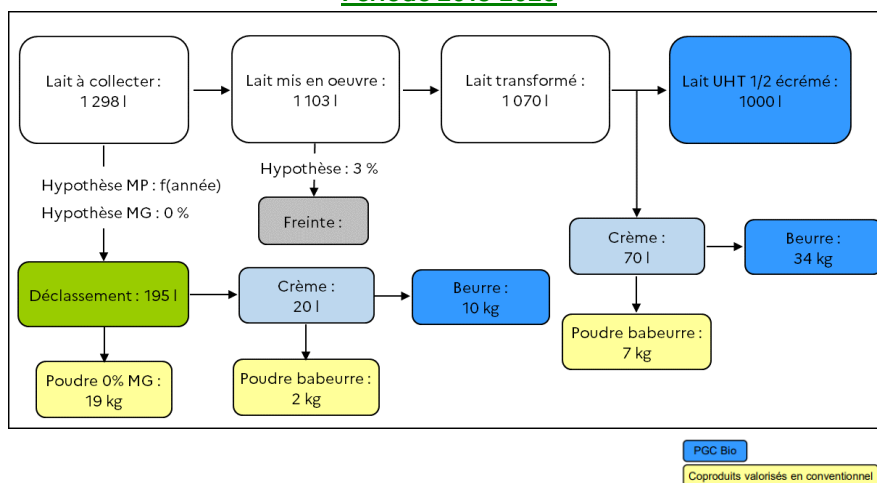 Lait à collecter :
1 298 l
Lait mis en oeuvre :
1 103 l
Lait transformé :
1 070 l
Lait UHT 1/2 écrémé :
1000 l
Hypothèse MP : f(année)
Hypothèse MG : 0 %
Hypothèse : 3 %
Freinte :
Crème :
70 l
Beurre :
34 kg
Déclassement : 195 l
Crème :
20 l
Beurre :
10 kg
Poudre babeurre :
7 kg
Poudre 0% MG :
19 kg
Poudre babeurre :
2 kg
PGC Bio
Coproduits valorisés en conventionnel